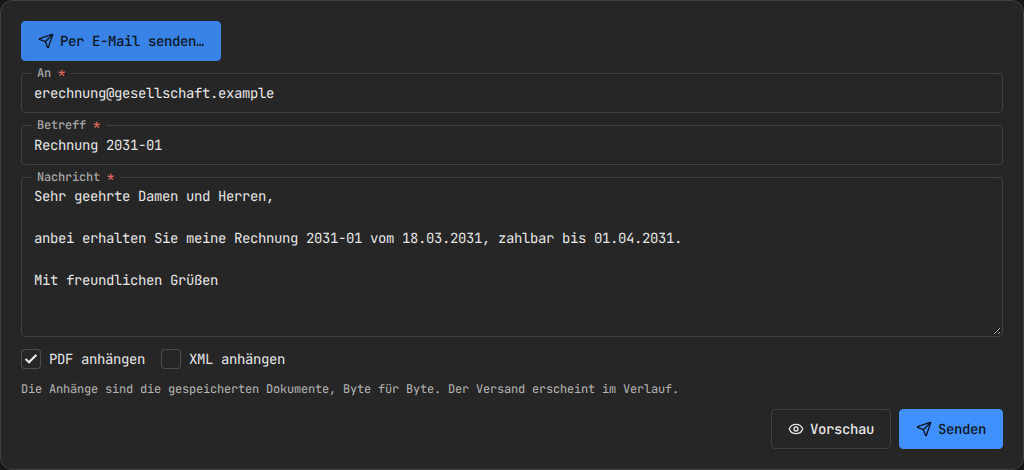 Per E-Mail senden…
An *
erechnung@gesellschaft.example
Betreff *
Rechnung 2031-01
Nachricht *
Sehr geehrte Damen und Herren,
anbei erhalten Sie meine Rechnung 2031-01 vom 18.03.2031, zahlbar bis 01.04.2031.
Mit freundlichen Grüßen
PDF anhängen XML anhängen
Die Anhänge sind die gespeicherten Dokumente, Byte für Byte. Der Versand erscheint im Verlauf.
Vorschau Senden